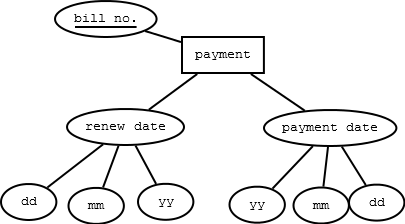 bill no.
payment
renew date
payment date
dd
mm
yy
yy
mm
dd